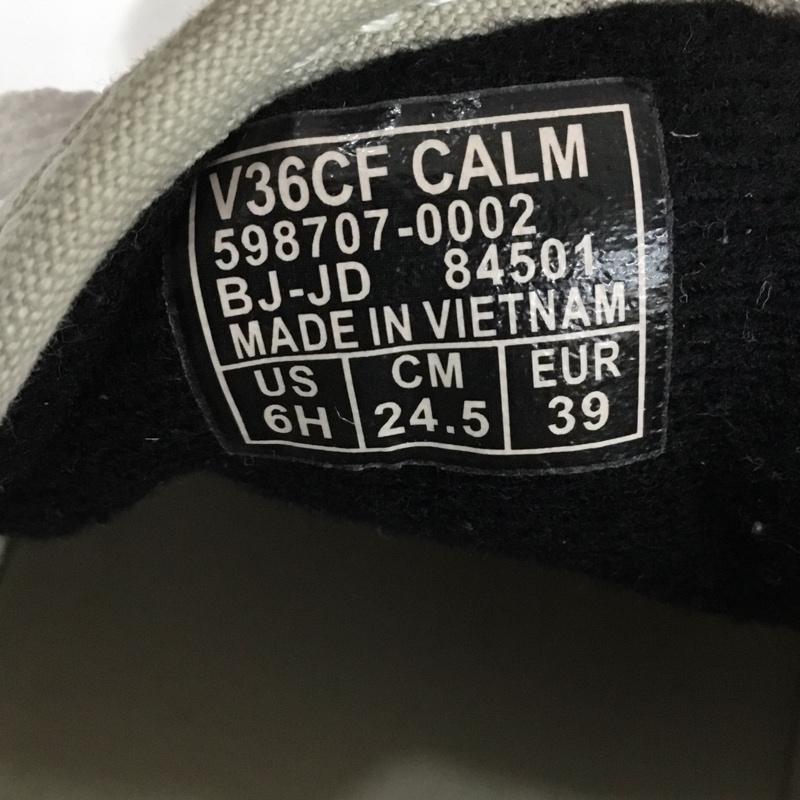 V36CF CALM
598707-0002
BJ-JD 84501
MADE IN VIETNAM
US CM EUR
6H 24.5 39